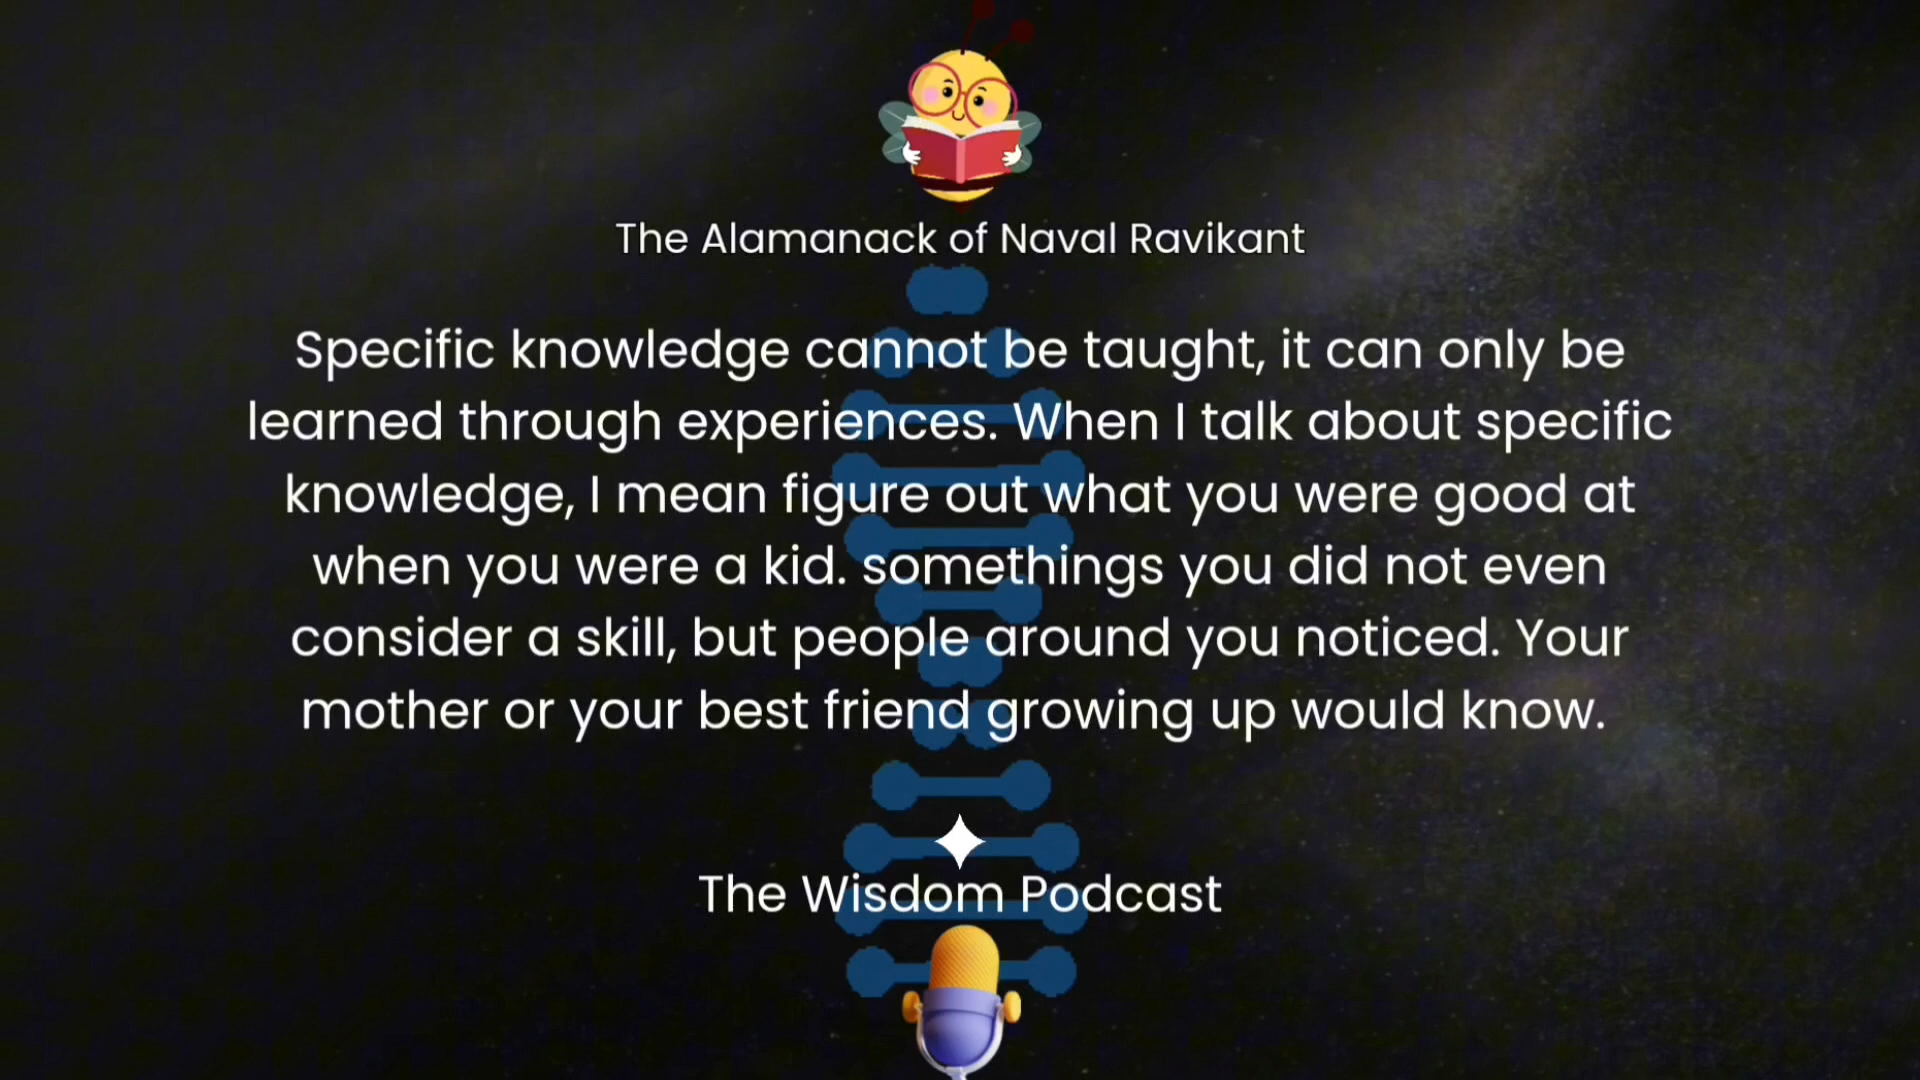 The Alamanack of Naval Ravikant
Specific knowledge cannot be taught, it can only be
learned through experiences. When I talk about specific
knowledge, I mean figure out what you were good at
when you were a kid. somethings you did not even
consider a skill, but people around you noticed. Your
mother or your best friend growing up would know.
The Wisdom Podcast